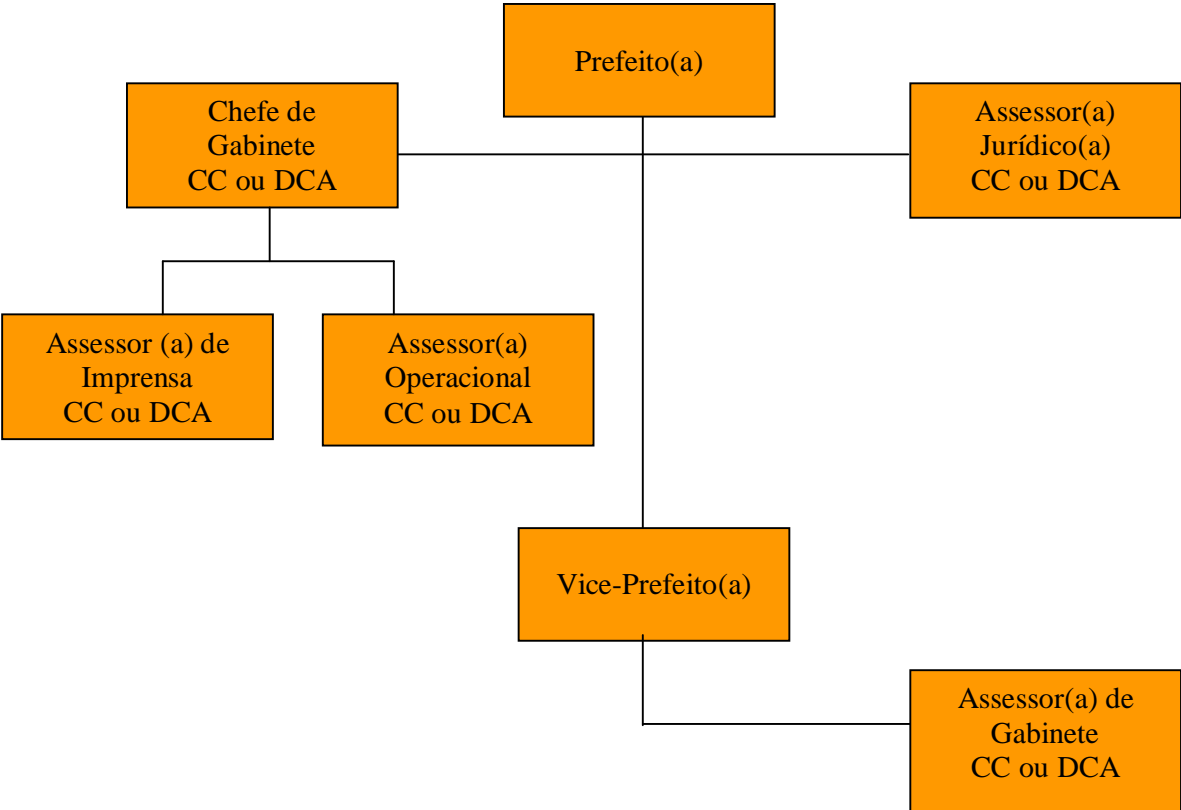 Prefeito(a)
Chefe de
Gabinete
CC ou DCA
Assessor(a)
Jurídico(a)
CC ou DCA
Assessor (a) de
Imprensa
CC ou DCA
Assessor(a)
Operacional
CC ou DCA
Vice-Prefeito(a)
Assessor(a) de
Gabinete
CC ou DCA